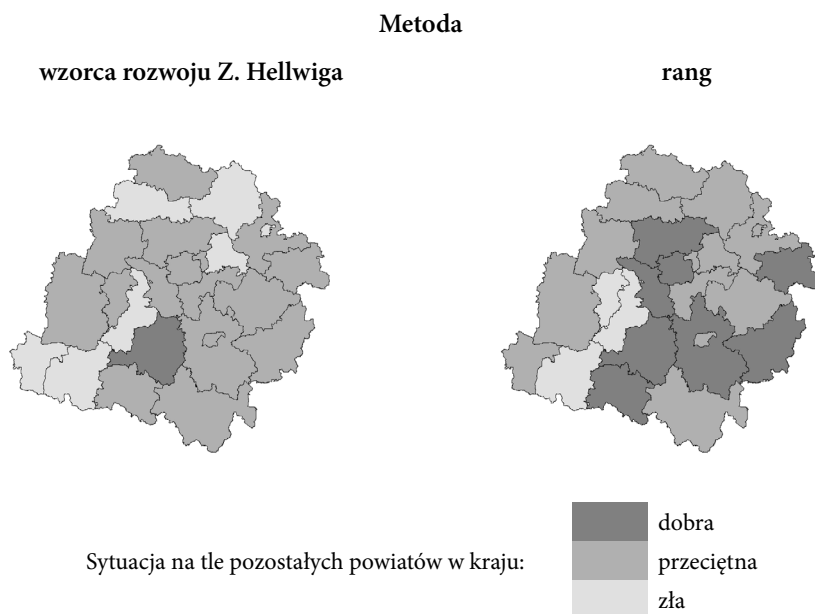 Metoda
wzorca rozwoju Z. Hellwiga
rang
Sytuacja na tle pozostałych powiatów w kraju:
dobra
przeciętna
zła